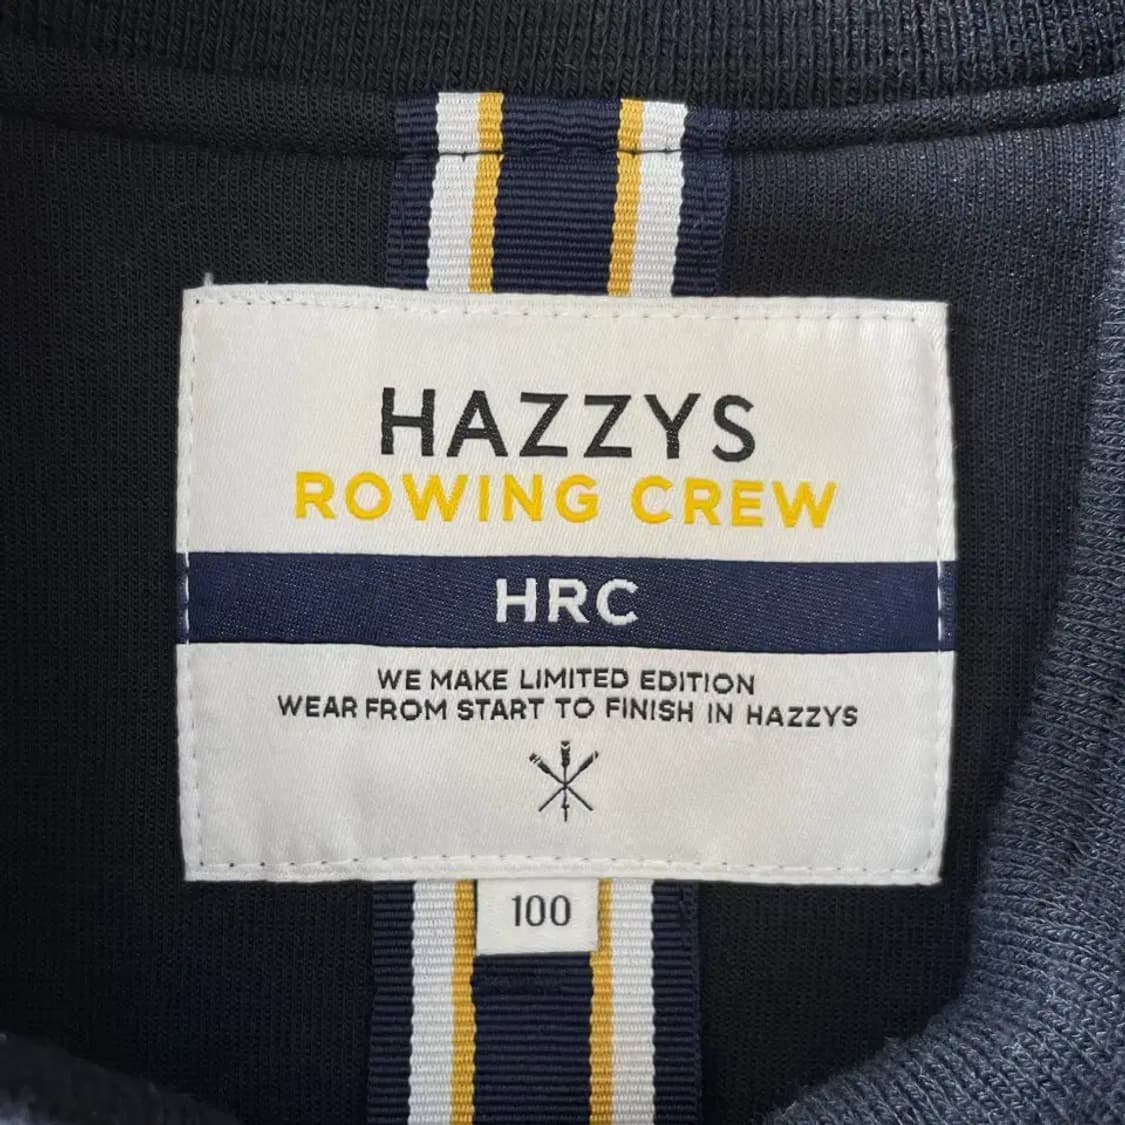 HAZZYS
ROWING CREW
HRC
WE MAKE LIMITED EDITION
WEAR FROM START TO FINISH IN HAZZYS
100